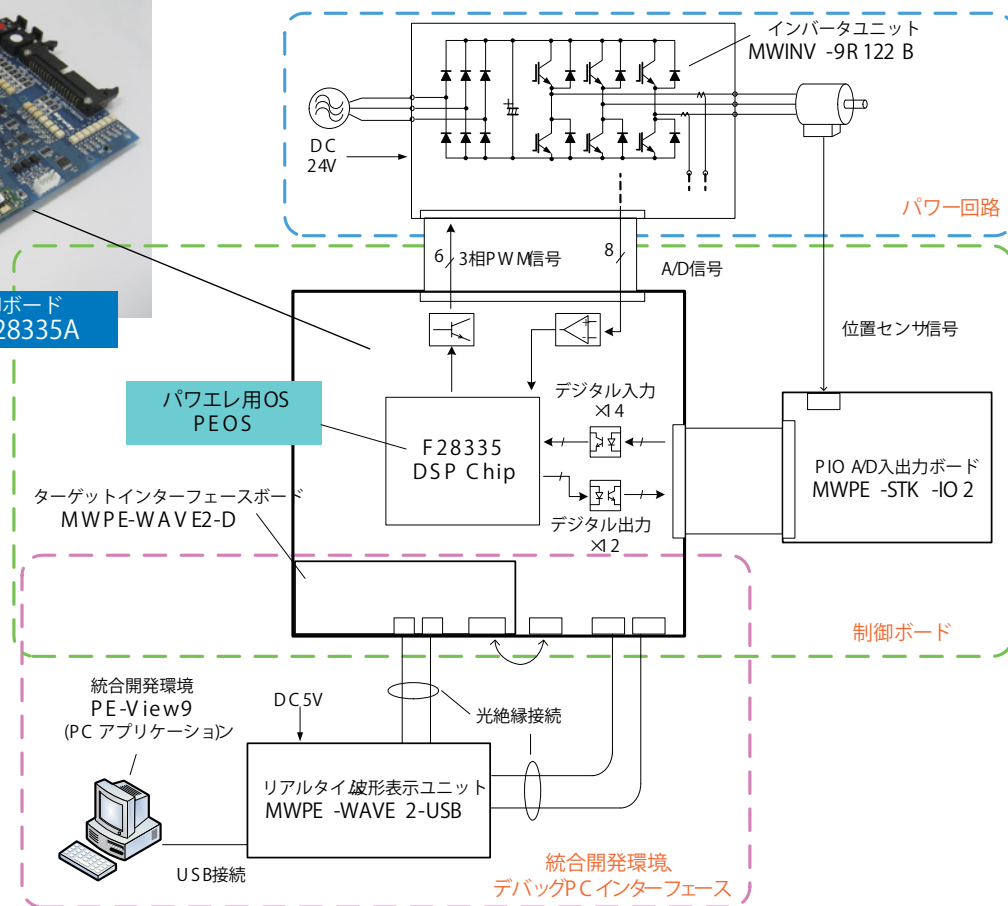 インバータユニット
MWINV -9R 122 B
DC
24V
パワー回路
6
3相PWM信号
8
A/D信号
ボード
28335A
位置センサ信号
パワエレ用OS
PEOS
デジタル入力
×14
F28335
DSP Chip
デジタル出力
×12
PIO A/D入出力ボード
MWPE -STK -IO 2
ターゲットインターフェースボード
MWPE-WAVE2-D
制御ボード
統合開発環境
PE-View9
(PC アプリケーション)
DC5V
光絶縁接続
リアルタイム波形表示ユニット
MWPE -WAVE 2-USB
USB接続
統合開発環境、
デバッグPCインターフェース